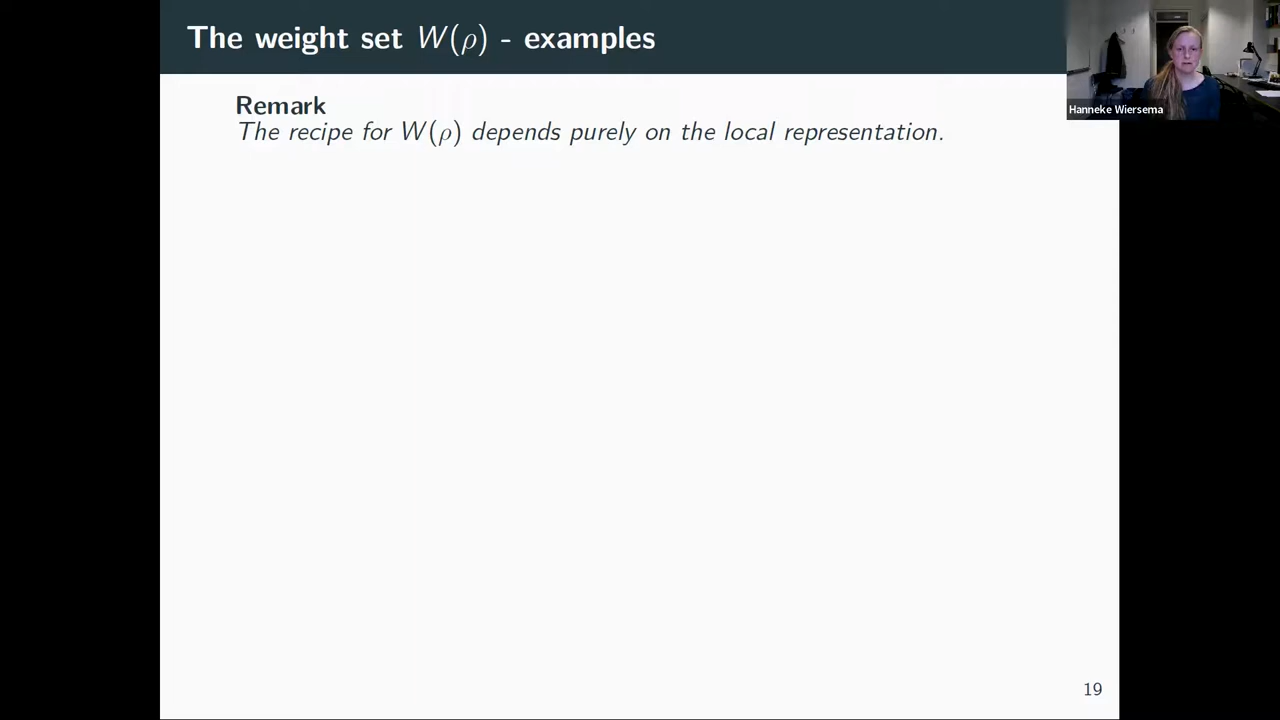 The weight set W(ρ) - examples
Hanneke Wiersema
Remark
The recipe for W(ρ) depends purely on the local representation.
19